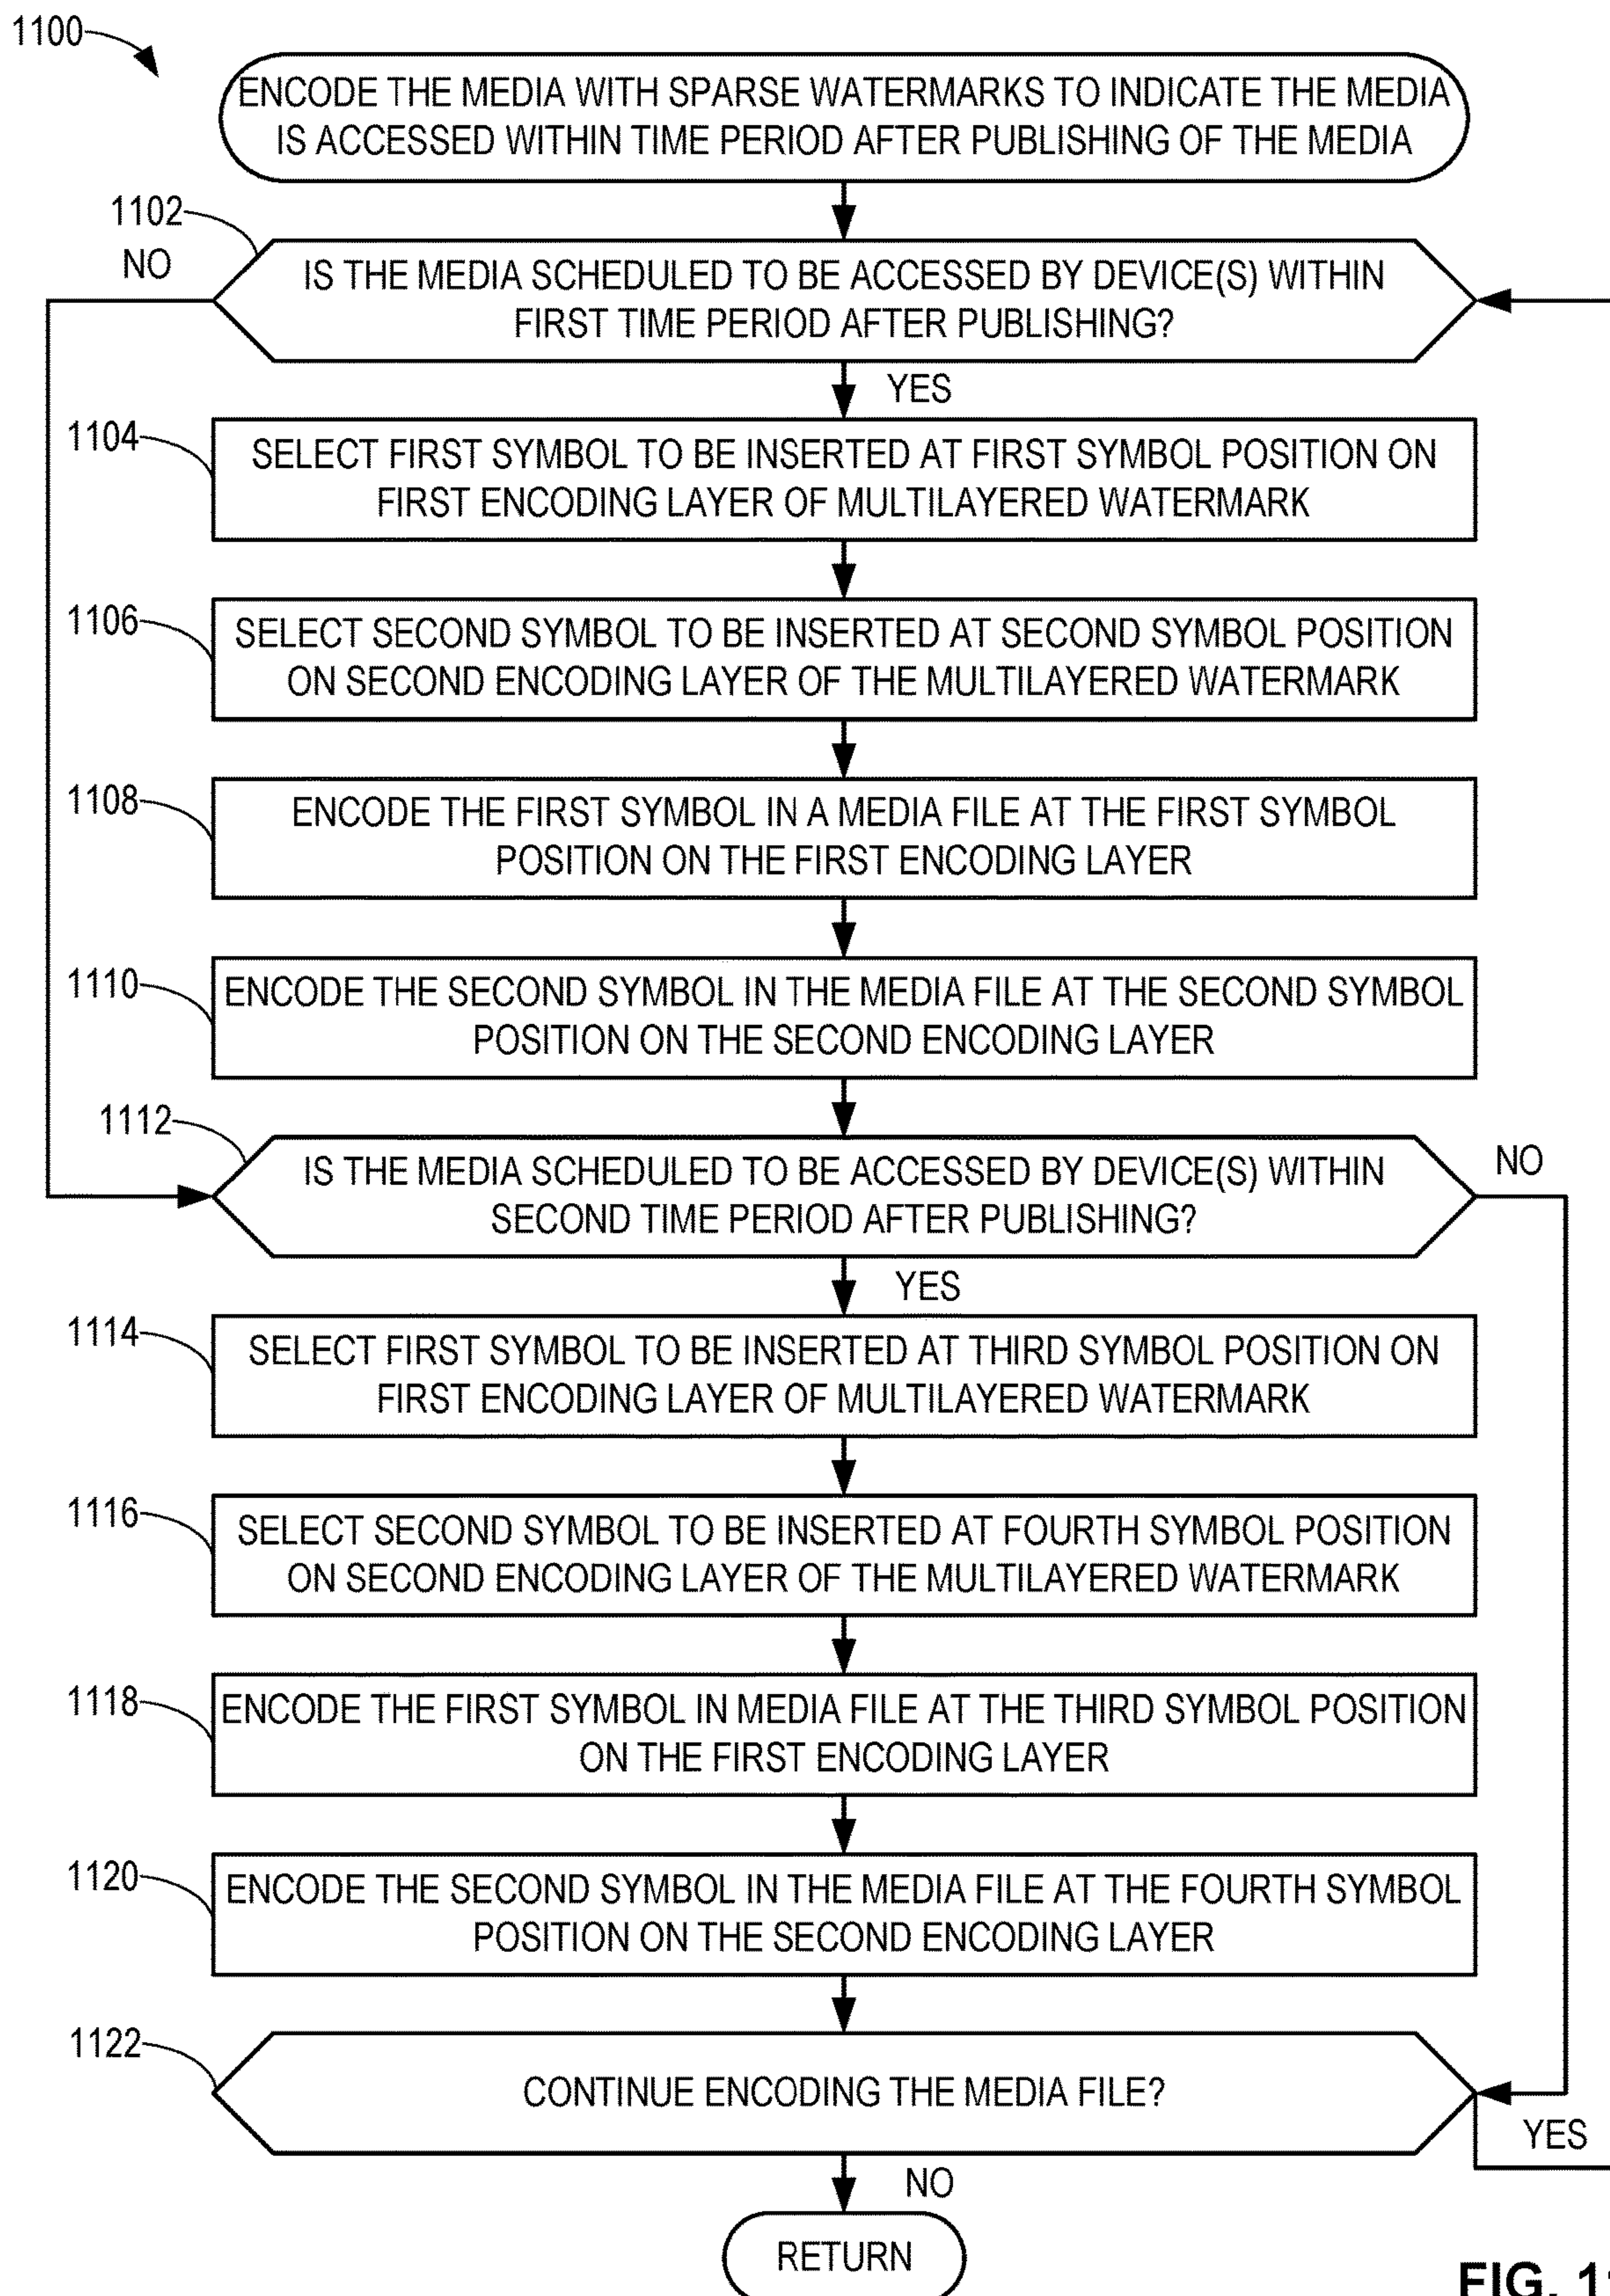 1100
ENCODE THE MEDIA WITH SPARSE WATERMARKS TO INDICATE THE MEDIA
IS ACCESSED WITHIN TIME PERIOD AFTER PUBLISHING OF THE MEDIA
1102
NO
IS THE MEDIA SCHEDULED TO BE ACCESSED BY DEVICE(S) WITHIN
FIRST TIME PERIOD AFTER PUBLISHING?
YES
1104
SELECT FIRST SYMBOL TO BE INSERTED AT FIRST SYMBOL POSITION ON
FIRST ENCODING LAYER OF MULTILAYERED WATERMARK
1106
SELECT SECOND SYMBOL TO BE INSERTED AT SECOND SYMBOL POSITION
ON SECOND ENCODING LAYER OF THE MULTILAYERED WATERMARK
1108
ENCODE THE FIRST SYMBOL IN A MEDIA FILE AT THE FIRST SYMBOL
POSITION ON THE FIRST ENCODING LAYER
1110
ENCODE THE SECOND SYMBOL IN THE MEDIA FILE AT THE SECOND SYMBOL
POSITION ON THE SECOND ENCODING LAYER
1112
IS THE MEDIA SCHEDULED TO BE ACCESSED BY DEVICE(S) WITHIN
SECOND TIME PERIOD AFTER PUBLISHING?
NO
YES
1114
SELECT FIRST SYMBOL TO BE INSERTED AT THIRD SYMBOL POSITION ON
FIRST ENCODING LAYER OF MULTILAYERED WATERMARK
1116
SELECT SECOND SYMBOL TO BE INSERTED AT FOURTH SYMBOL POSITION
ON SECOND ENCODING LAYER OF THE MULTILAYERED WATERMARK
1118
ENCODE THE FIRST SYMBOL IN MEDIA FILE AT THE THIRD SYMBOL POSITION
ON THE FIRST ENCODING LAYER
1120
ENCODE THE SECOND SYMBOL IN THE MEDIA FILE AT THE FOURTH SYMBOL
POSITION ON THE SECOND ENCODING LAYER
1122
CONTINUE ENCODING THE MEDIA FILE?
YES
NO
RETURN
FIG.